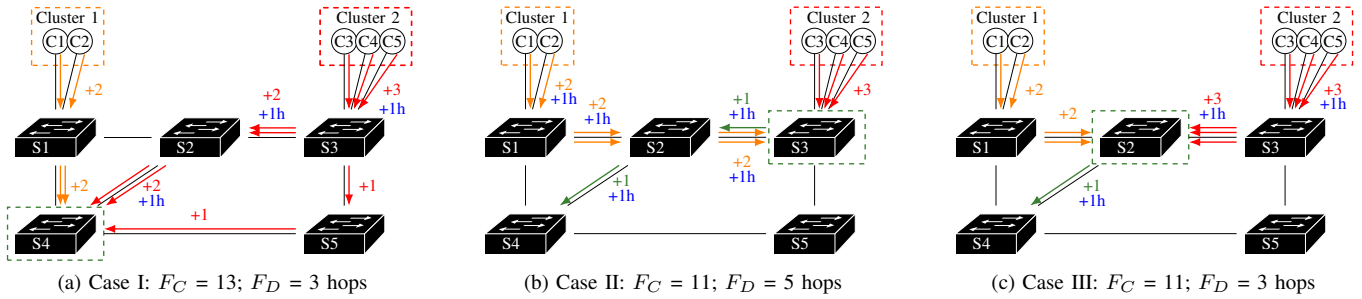 Cluster 1
C1 C2
Cluster 2
C3 C4 C5
+2
+3
+1h
+2
+1h
S1
S2
S3
+2
+2
+1h
+1
+1
S4
S5
(a) Case I: F_C = 13; F_D = 3 hops
Cluster 1
C1 C2
Cluster 2
C3 C4 C5
+2
+1h
+3
+2
+1h
+1
+1h
S1
S2
S3
+2
+1h
+1
+1h
S4
S5
(b) Case II: F_C = 11; F_D = 5 hops
Cluster 1
C1 C2
Cluster 2
C3 C4 C5
+2
+3
+1h
+2
+3
+1h
S1
S2
S3
+1
+1h
S4
S5
(c) Case III: F_C = 11; F_D = 3 hops